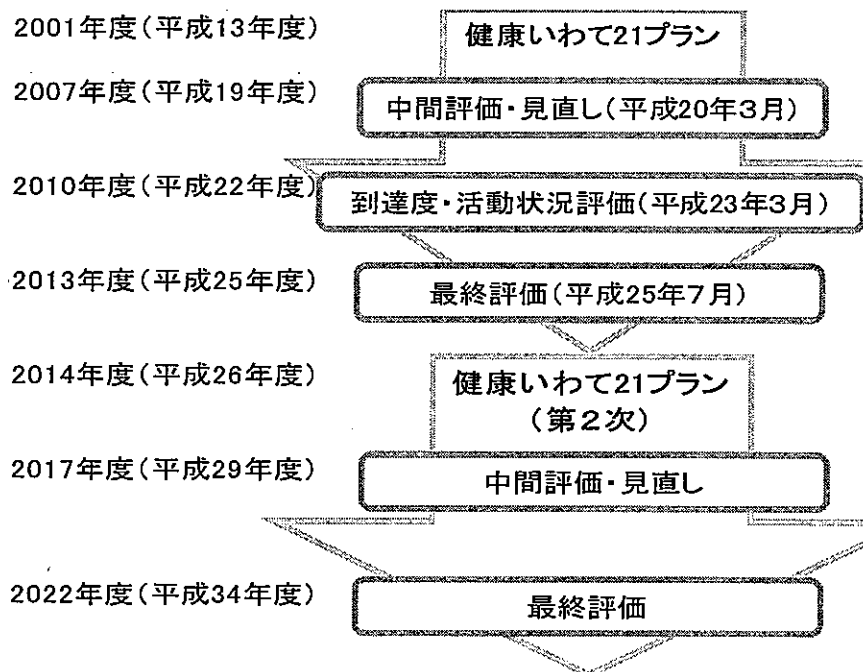 2001年度(平成13年度)
健康いわて21プラン
2007年度(平成19年度)
中間評価・見直し(平成20年3月)
2010年度(平成22年度)
到達度・活動状況評価(平成23年3月)
2013年度(平成25年度)
最終評価(平成25年7月)
2014年度(平成26年度)
健康いわて21プラン
(第2次)
2017年度(平成29年度)
中間評価・見直し
2022年度(平成34年度)
最終評価